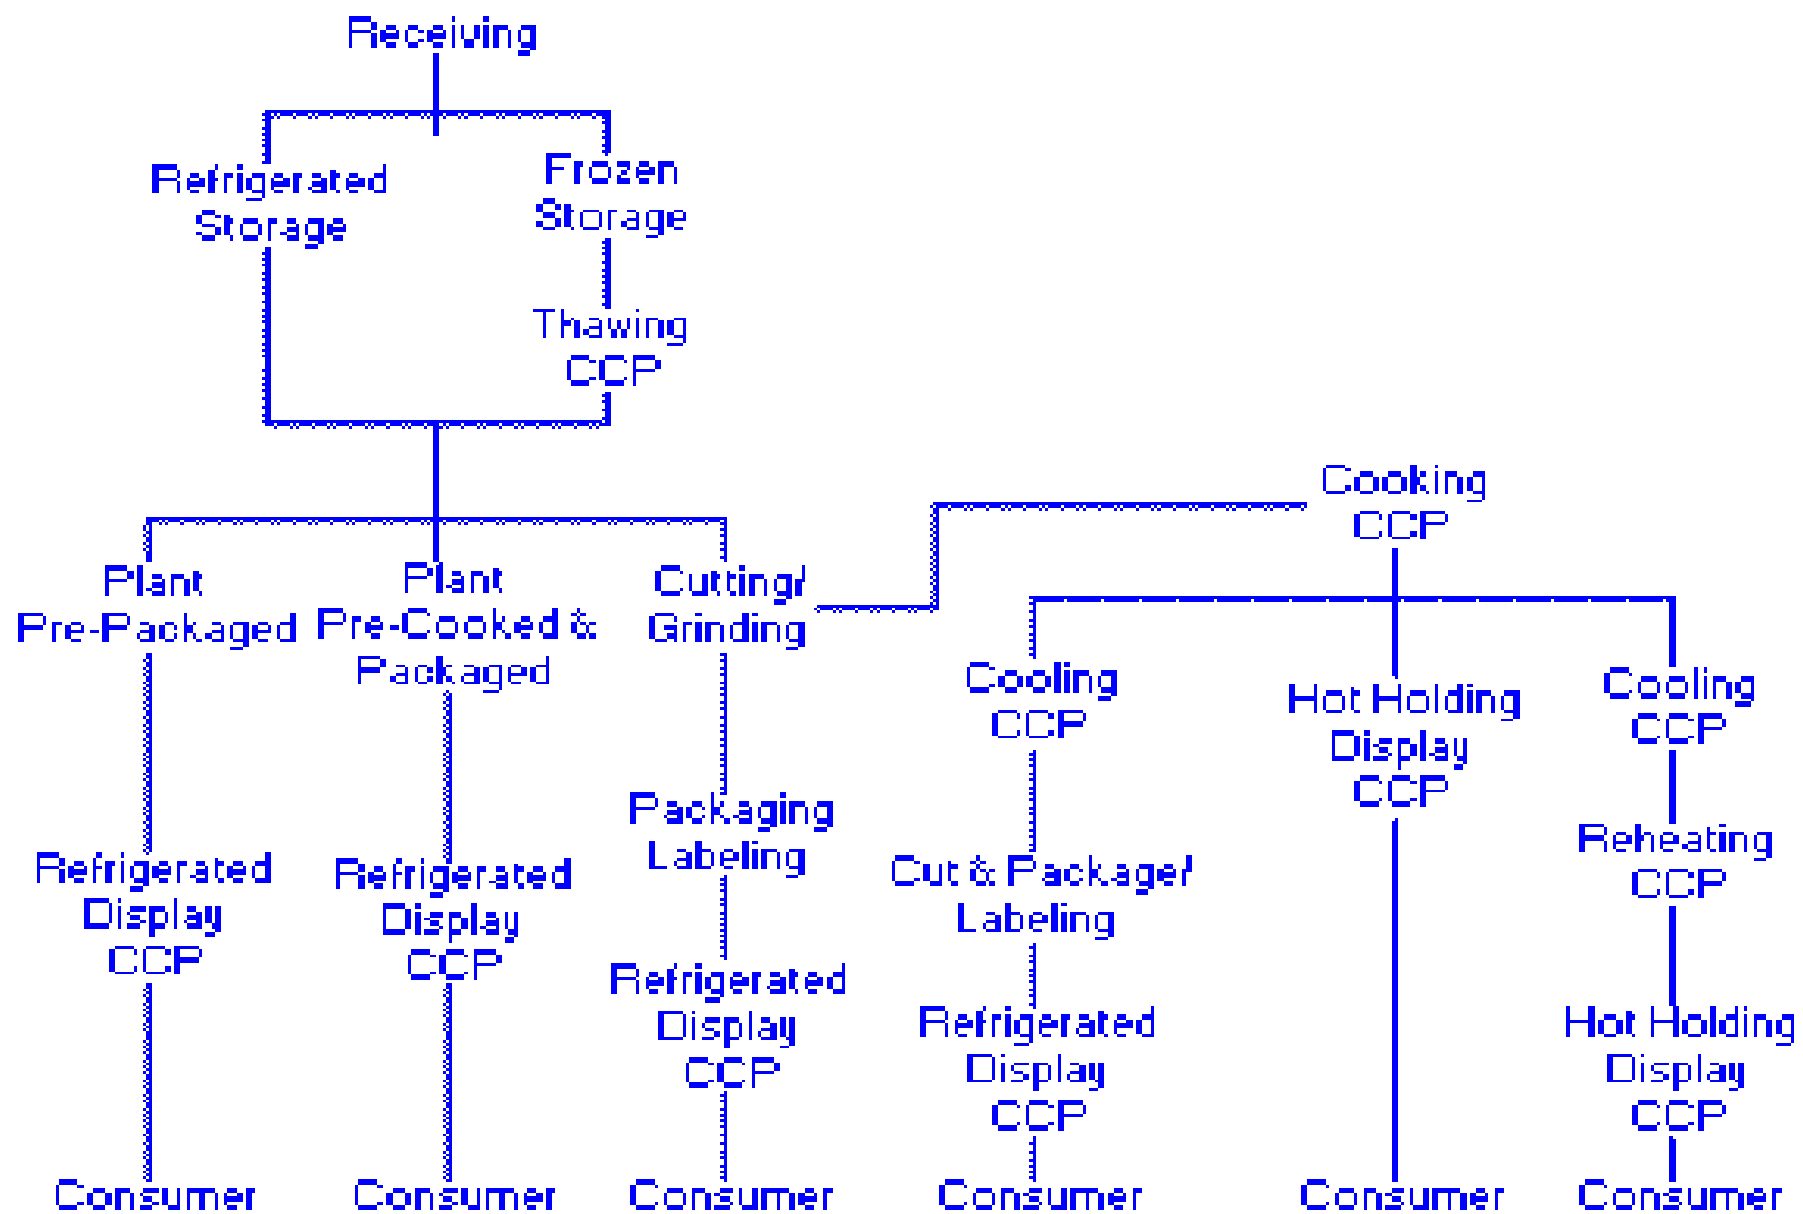 Receiving
Refrigerated
Storage
Frozen
Storage
Thawing
CCP
Plant
Pre-Packaged
Refrigerated
Display
CCP
Consumer
Plant
Pre-Cooked &
Packaged
Refrigerated
Display
CCP
Consumer
Cutting/
Grinding
Packaging
Labeling
Refrigerated
Display
CCP
Consumer
Cooking
CCP
Cooling
CCP
Cut & Package/
Labeling
Refrigerated
Display
CCP
Consumer
Hot Holding
Display
CCP
Consumer
Cooling
CCP
Reheating
CCP
Hot Holding
Display
CCP
Consumer